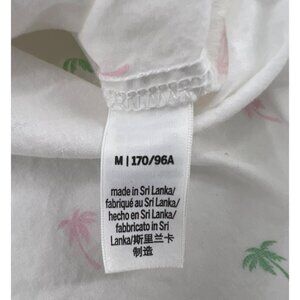 M | 170/96A
made in Sri Lanka/
fabriqué au Sri Lanka/
hecho en Sri Lanka/
fabbricato in Sri
Lanka/斯里兰卡
制造